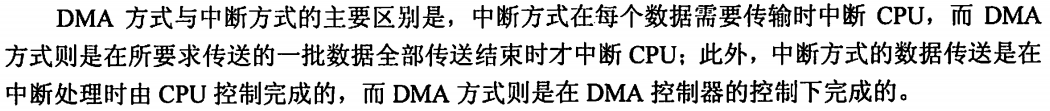 DMA 方式与中断方式的主要区别是，中断方式在每个数据需要传输时中断 CPU，而 DMA
方式则是在所要求传送的一批数据全部传送结束时才中断 CPU；此外，中断方式的数据传送是在
中断处理时由 CPU 控制完成的，而 DMA 方式则是在 DMA 控制器的控制下完成的。